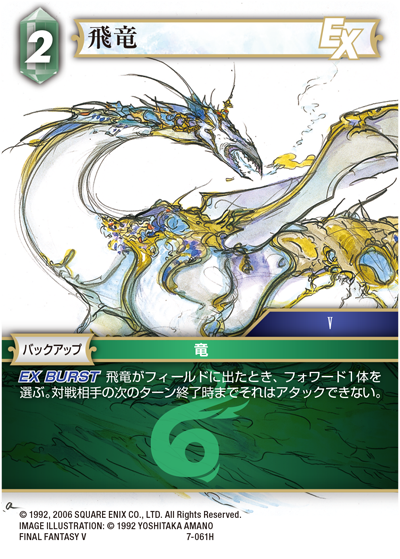 2
飛竜
EX
V
バックアップ
竜
EX BURST 飛竜がフィールドに出たとき、フォワード1体を
選ぶ。対戦相手の次のターン終了時までそれはアタックできない。
6
© 1992, 2006 SQUARE ENIX CO., LTD. All Rights Reserved.
IMAGE ILLUSTRATION: © 1992 YOSHITAKA AMANO
FINAL FANTASY V 7-061H